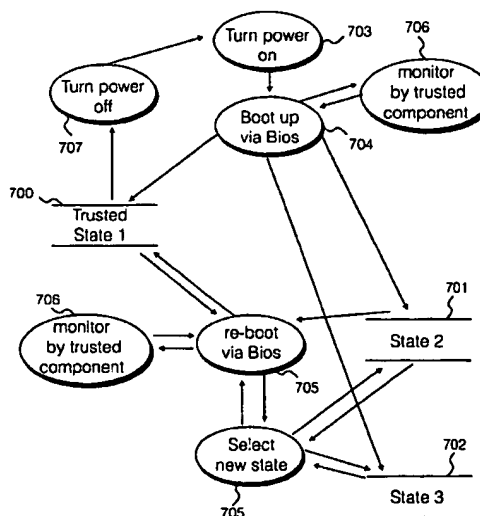 Turn power
on
703
706
monitor
by trusted
component
Turn power
off
707
Boot up
via Bios
704
700
Trusted
State 1
701
State 2
706
monitor
by trusted
component
re-boot
via Bios
705
Select
new state
705
702
State 3